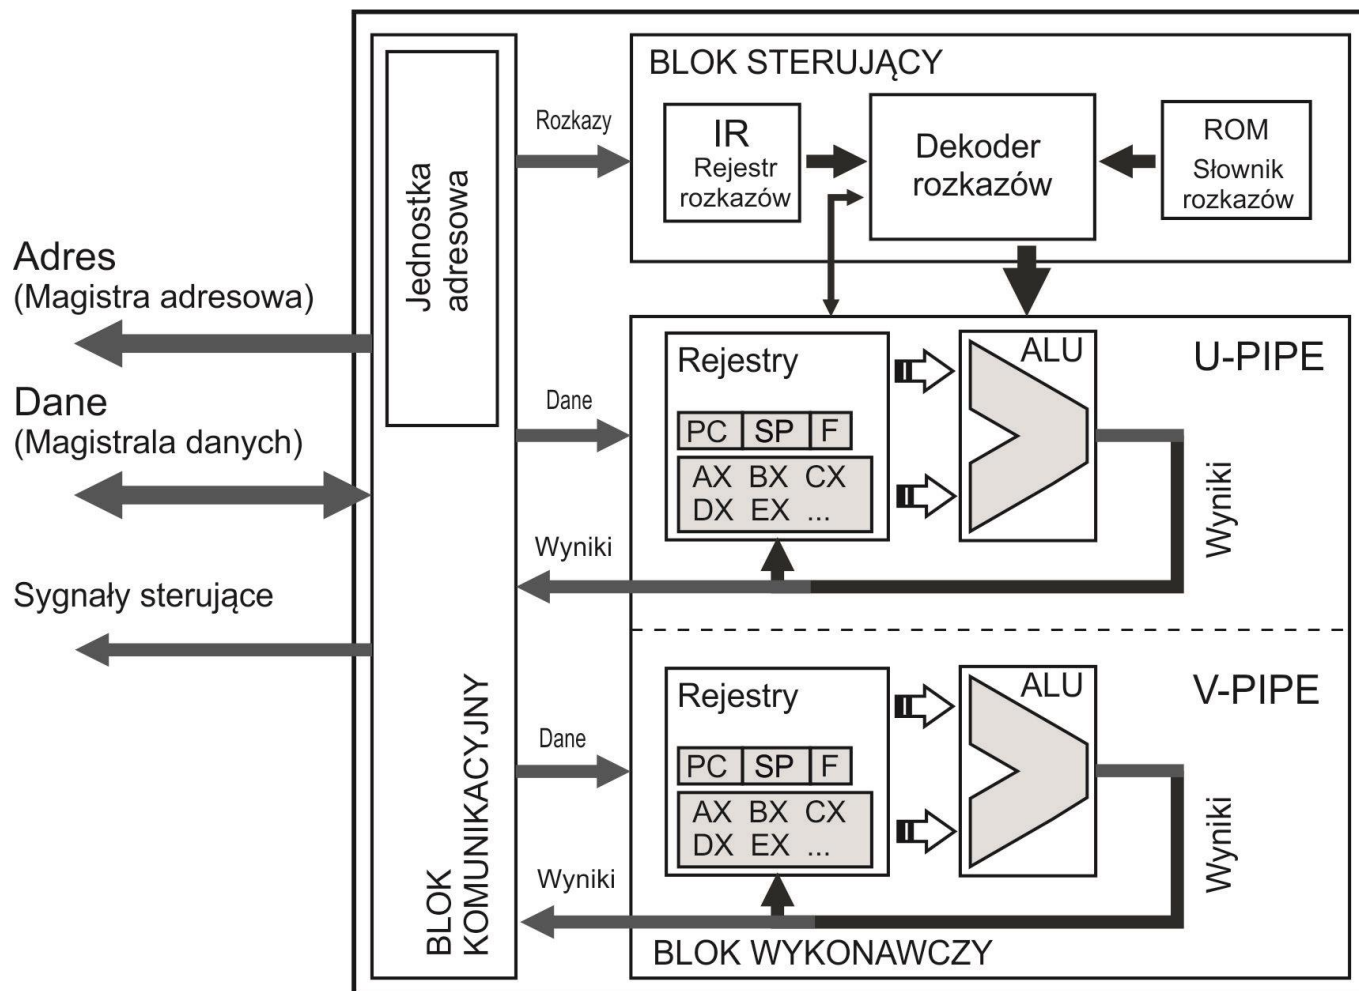 BLOK STERUJĄCY
Rozkazy
IR
Rejestr
rozkazów
Dekoder
rozkazów
ROM
Słownik
rozkazów
Jednostka
adresowa
Adres
(Magistra adresowa)
Dane
(Magistrala danych)
Sygnały sterujące
BLOK
KOMUNIKACYJNY
Dane
Rejestry
PC SP F
AX BX CX
DX EX ...
ALU
U-PIPE
Wyniki
Wyniki
Dane
Rejestry
PC SP F
AX BX CX
DX EX ...
ALU
V-PIPE
Wyniki
Wyniki
BLOK WYKONAWCZY